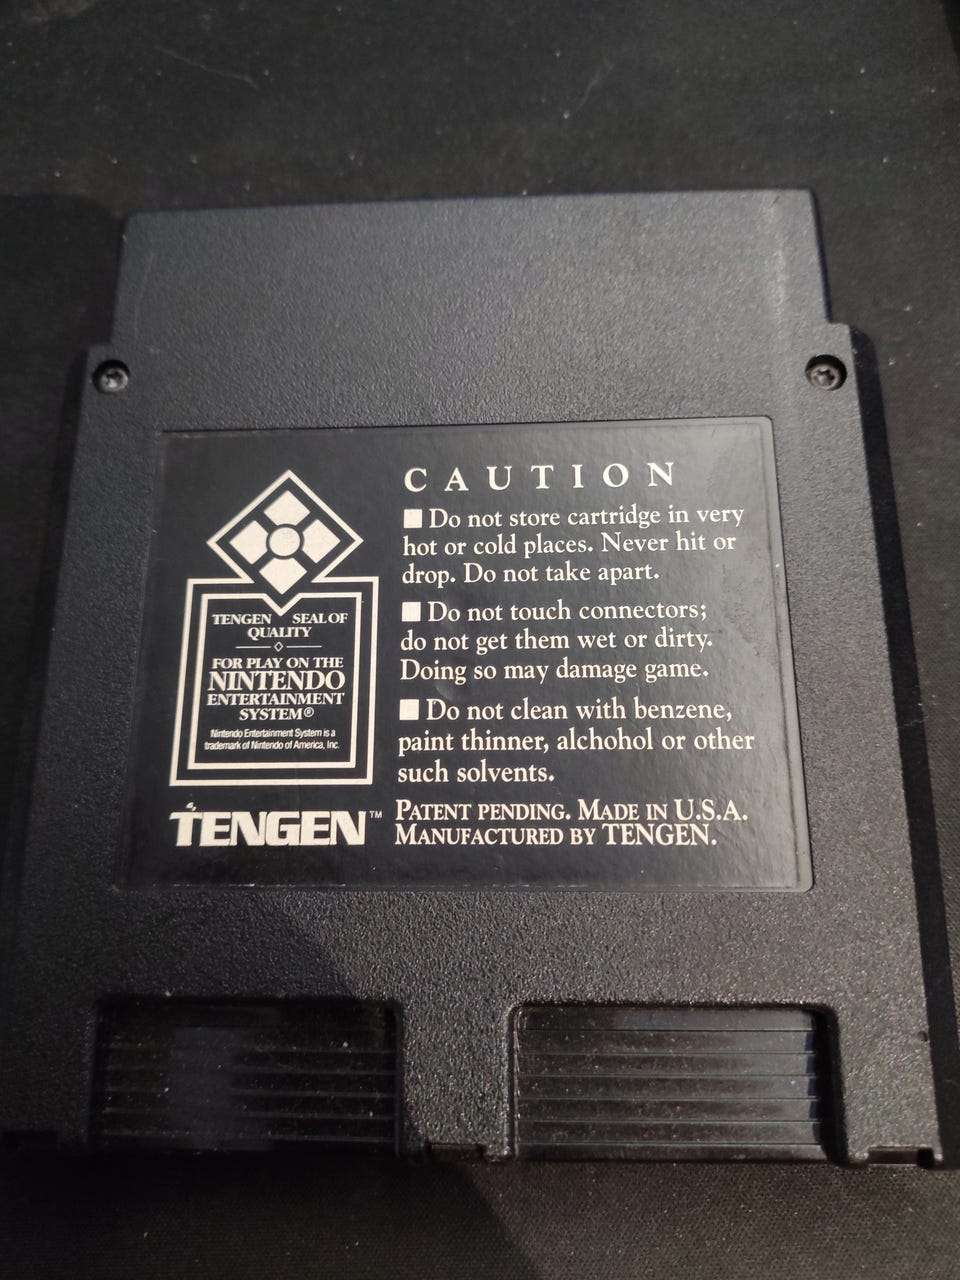 TENGEN SEAL OF
QUALITY
FOR PLAY ON THE
NINTENDO
ENTERTAINMENT
SYSTEM®
Nintendo Entertainment System is a
trademark of Nintendo of America, Inc.
TENGEN™
CAUTION
Do not store cartridge in very
hot or cold places. Never hit or
drop. Do not take apart.
Do not touch connectors;
do not get them wet or dirty.
Doing so may damage game.
Do not clean with benzene,
paint thinner, alchohol or other
such solvents.
PATENT PENDING. MADE IN U.S.A.
MANUFACTURED BY TENGEN.